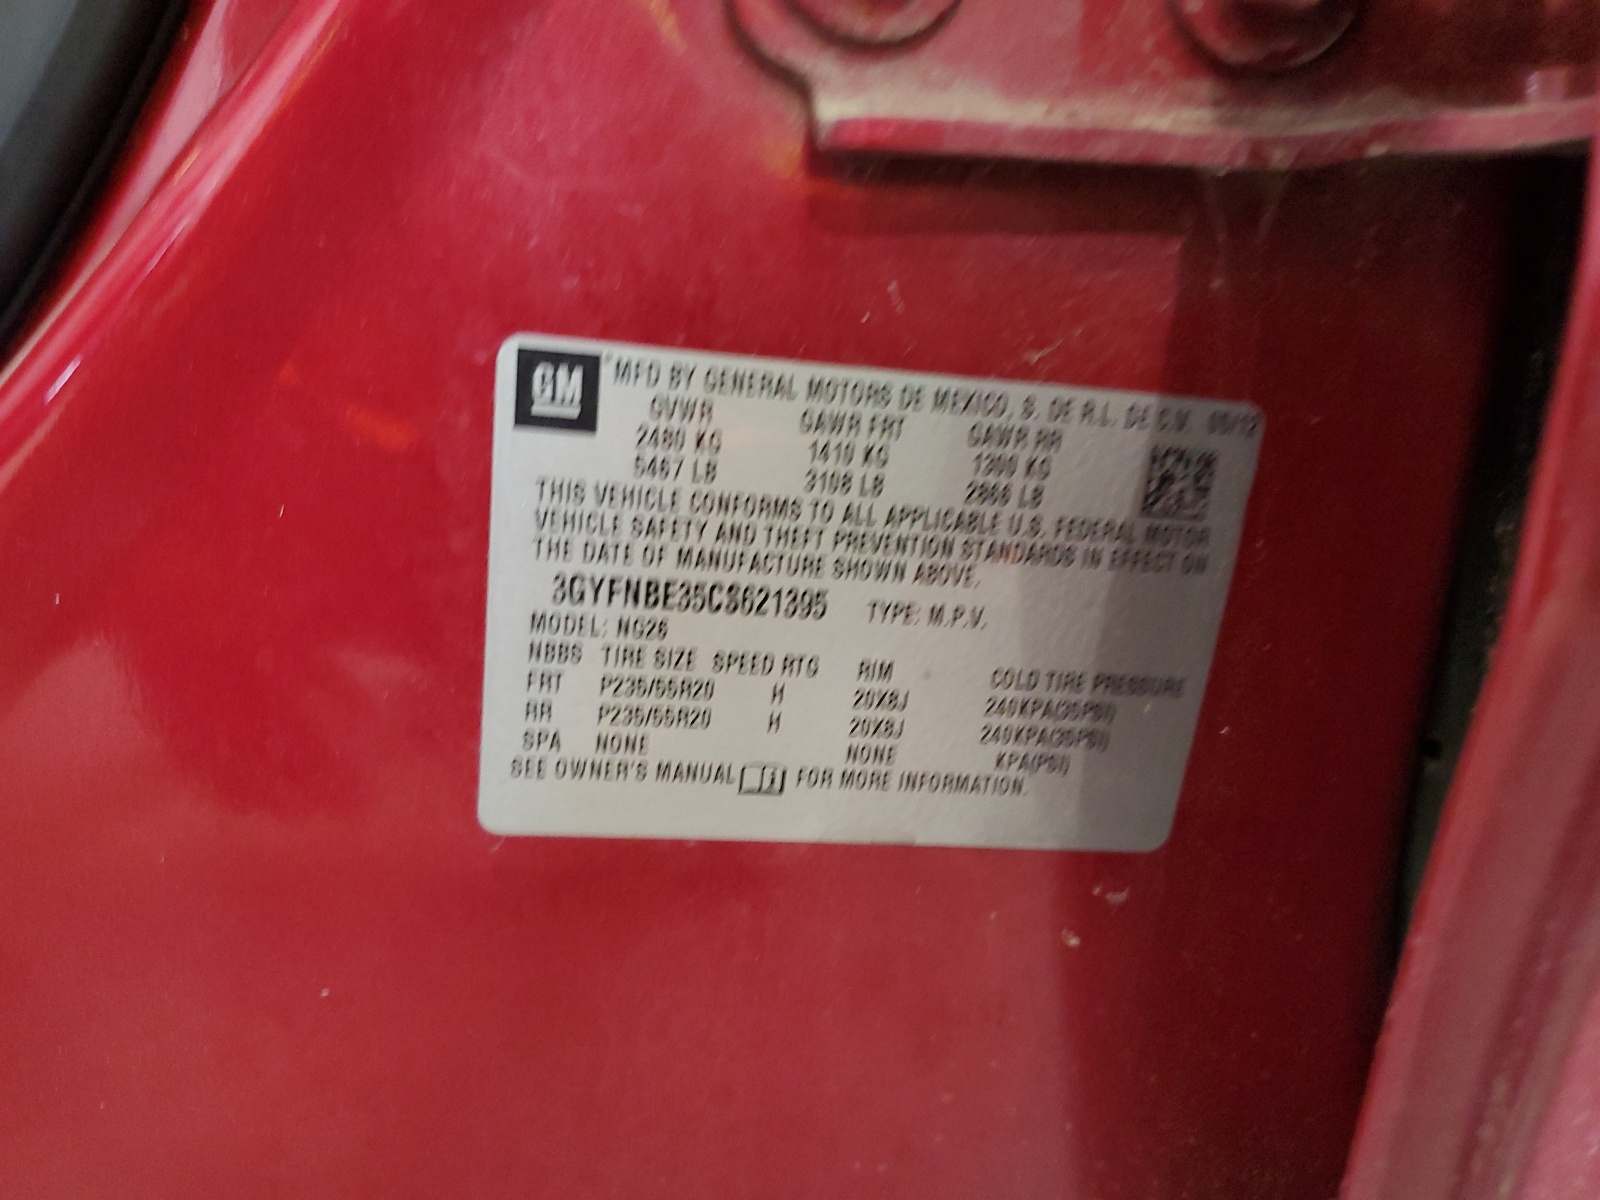 GM
MFD BY GENERAL MOTORS DE MEXICO, S. DE R.L. DE C.V. 05/12
GVWR GAWR FRT GAWR RR
2480 KG 1410 KG 1300 KG
5467 LB 3108 LB 2866 LB
THIS VEHICLE CONFORMS TO ALL APPLICABLE U.S. FEDERAL MOTOR
VEHICLE SAFETY AND THEFT PREVENTION STANDARDS IN EFFECT ON
THE DATE OF MANUFACTURE SHOWN ABOVE.
3GYFNBE35CS621395 TYPE: M.P.V.
MODEL: NG26
NBBS TIRE SIZE SPEED RTG RIM COLD TIRE PRESSURE
FRT P235/55R20 H 20X8J 240KPA(35PSI)
RR P235/55R20 H 20X8J 240KPA(35PSI)
SPA NONE NONE KPA(PSI)
SEE OWNER'S MANUAL FOR MORE INFORMATION.